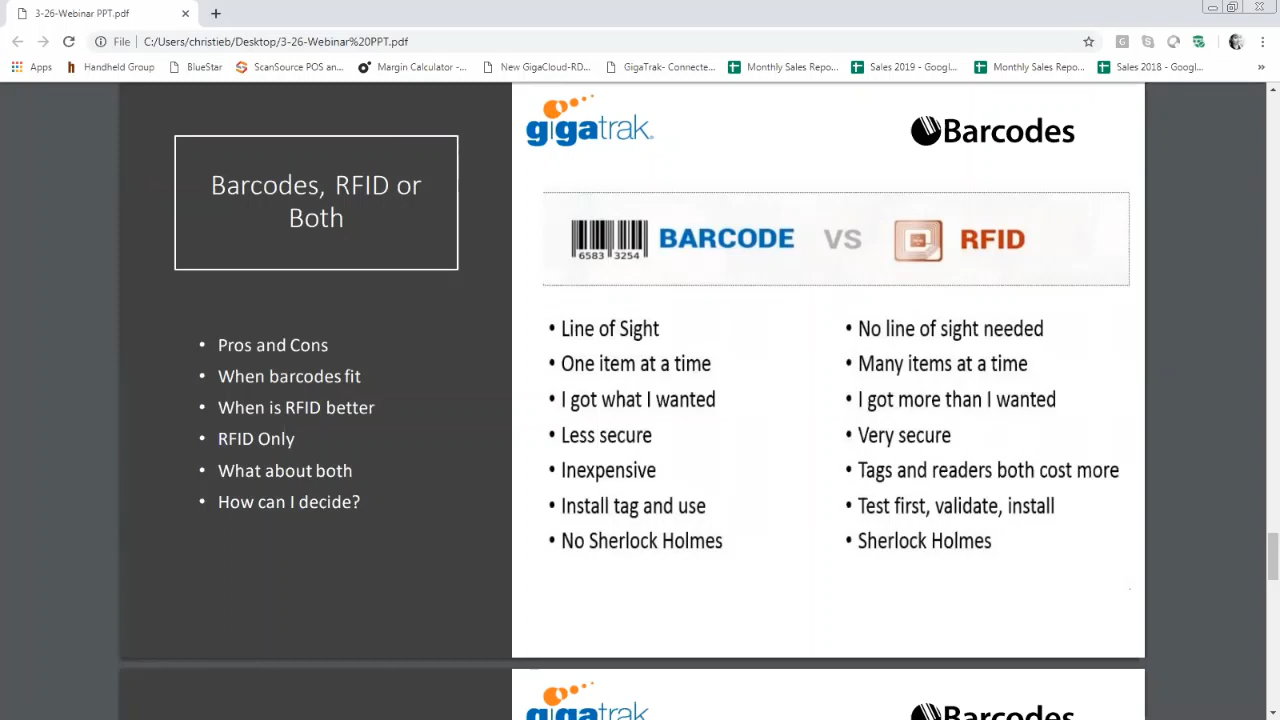 3-26-Webinar PPT.pdf
File
C:/Users/christieb/Desktop/3-26-Webinar%20PPT.pdf
Apps
Handheld Group
BlueStar
ScanSource POS an...
Margin Calculator -...
New GigaCloud-RD...
GigaTrak- Connecte...
Monthly Sales Repo...
Sales 2019 - Googl...
Monthly Sales Repo...
Sales 2018 - Googl...
»
Barcodes, RFID or
Both
• Pros and Cons
• When barcodes fit
• When is RFID better
• RFID Only
• What about both
• How can I decide?
gigatrak.
Barcodes
6583 3254
BARCODE VS RFID
• Line of Sight
• One item at a time
• I got what I wanted
• Less secure
• Inexpensive
• Install tag and use
• No Sherlock Holmes
• No line of sight needed
• Many items at a time
• I got more than I wanted
• Very secure
• Tags and readers both cost more
• Test first, validate, install
• Sherlock Holmes
gigatrak
Barcodes